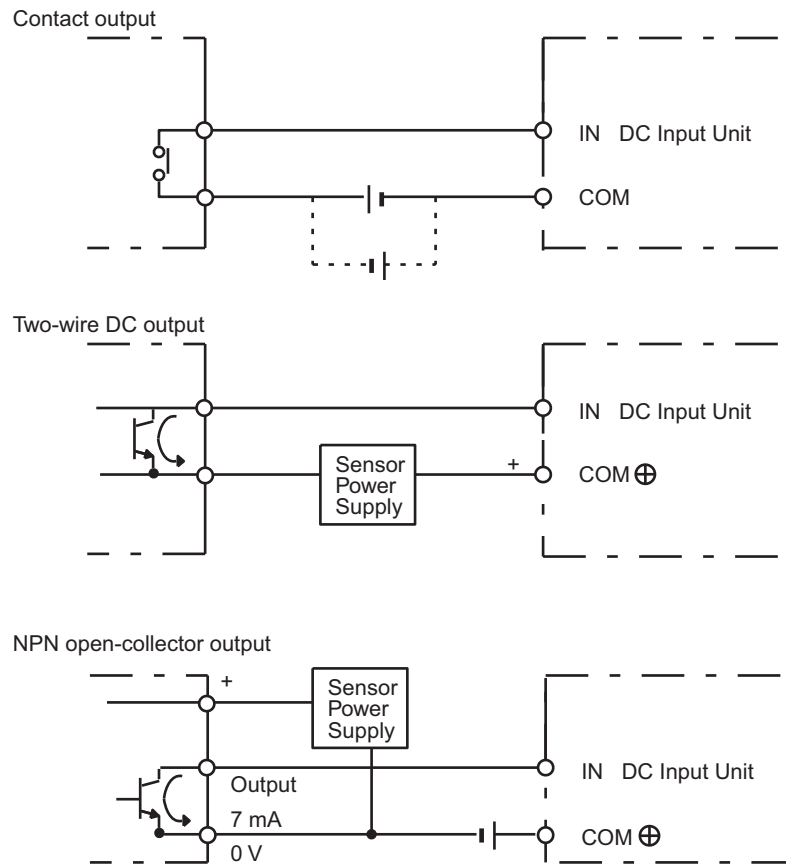 Contact output
IN DC Input Unit
COM
Two-wire DC output
IN DC Input Unit
Sensor
Power
Supply
+
COM ⊕
NPN open-collector output
+
Sensor
Power
Supply
IN DC Input Unit
Output
7 mA
0 V
COM ⊕